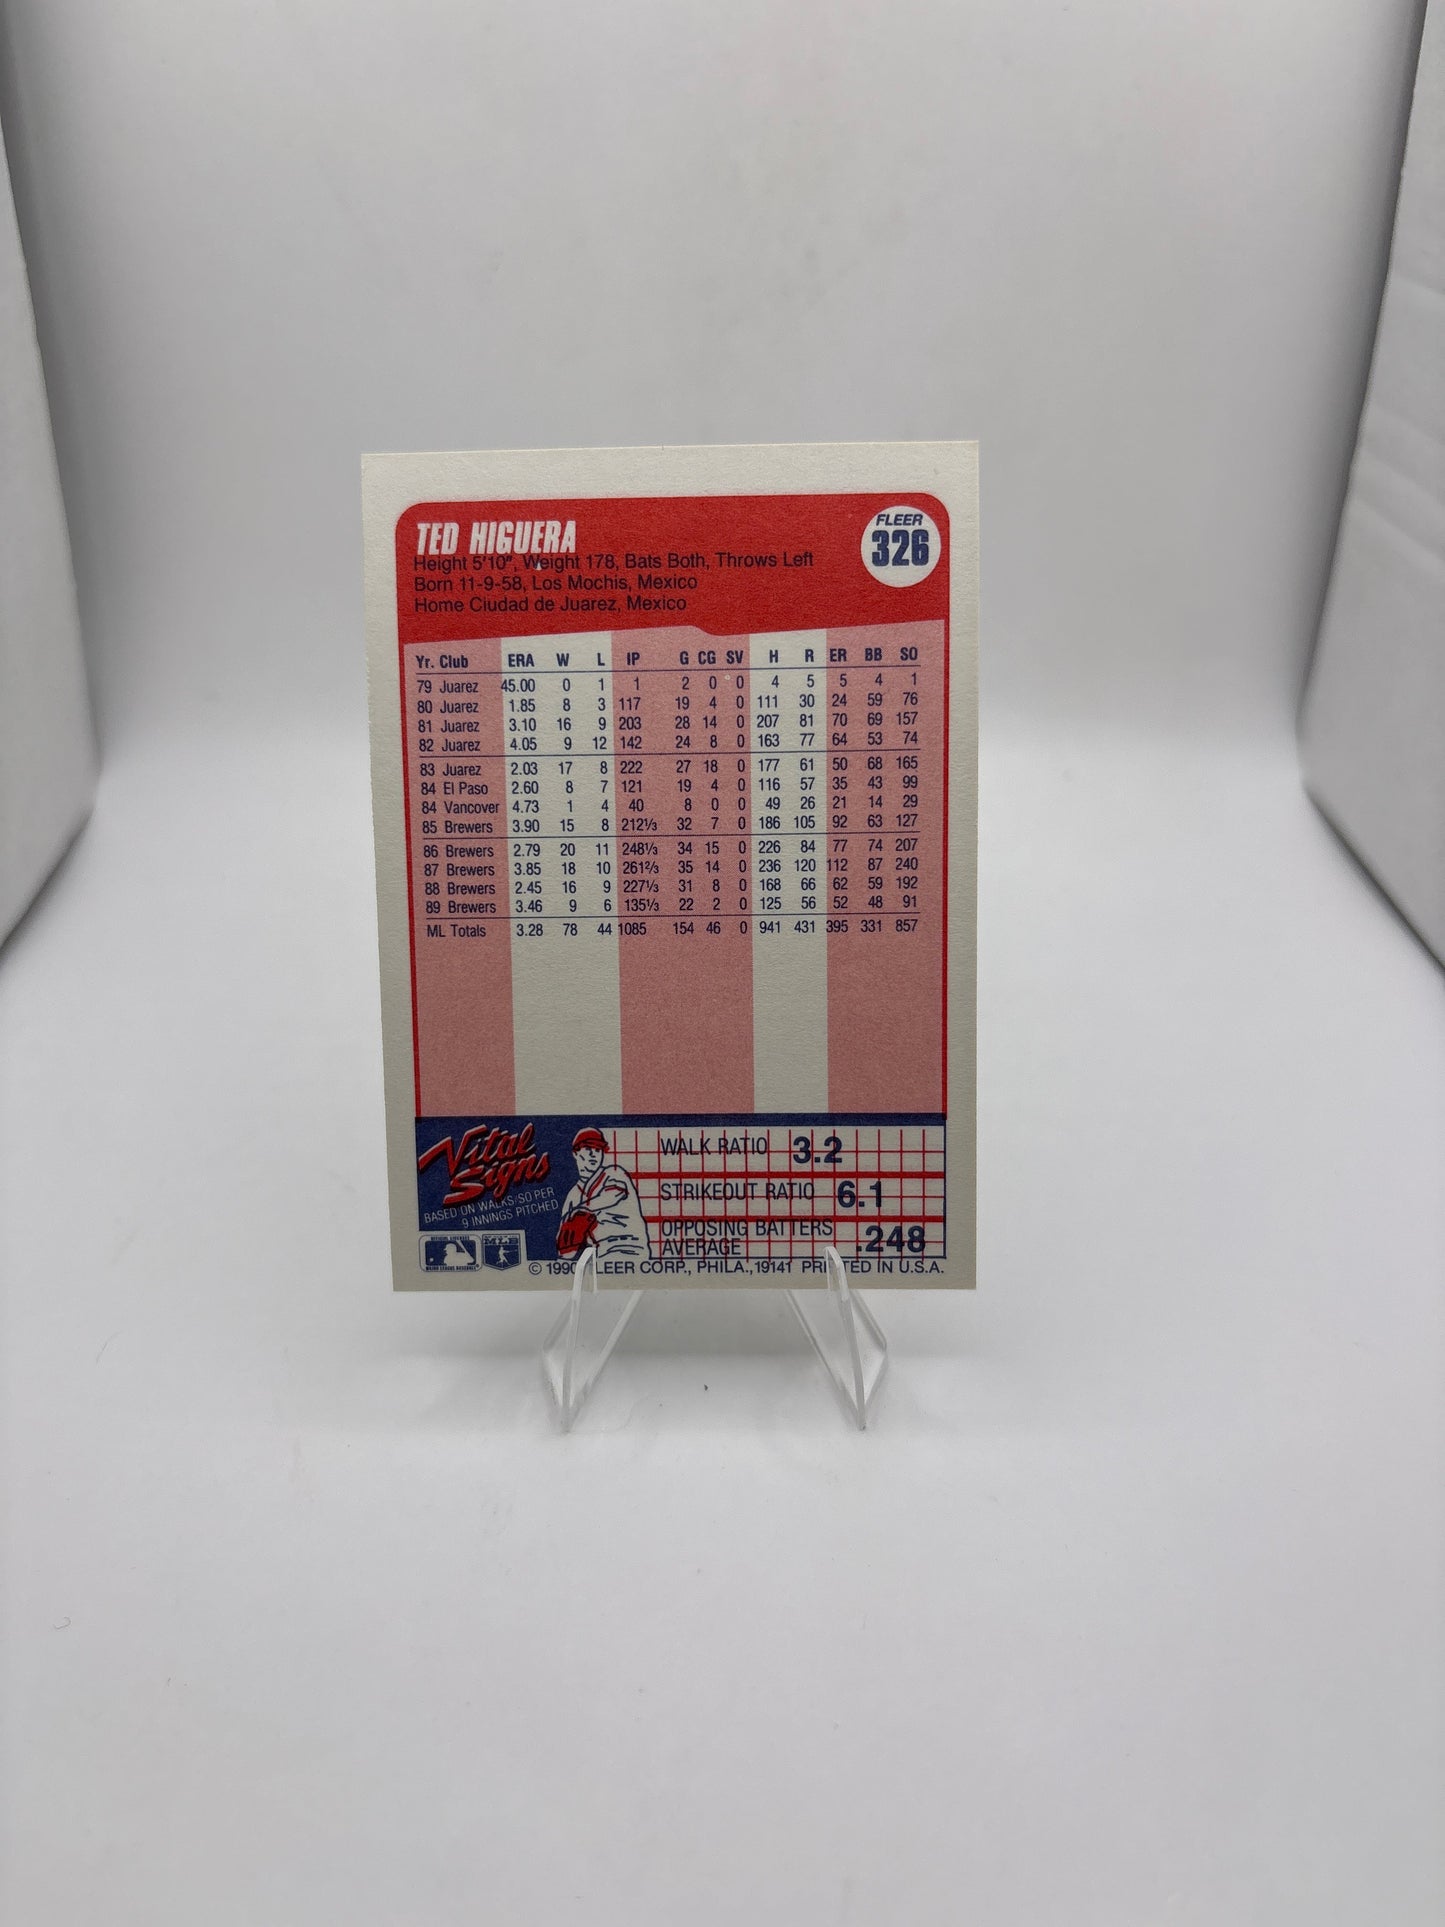 TED HIGUERA
FLEER
326
Height 5'10", Weight 178, Bats Both, Throws Left
Born 11-9-58, Los Mochis, Mexico
Home Ciudad de Juarez, Mexico
Yr. Club ERA W L IP G CG SV H R ER BB SO
79 Juarez 45.00 0 1 1 2 0 0 4 5 5 4 1
80 Juarez 1.85 8 3 117 19 4 0 111 30 24 59 76
81 Juarez 3.10 16 9 203 28 14 0 207 81 70 69 157
82 Juarez 4.05 9 12 142 24 8 0 163 77 64 53 74
83 Juarez 2.03 17 8 222 27 18 0 177 61 50 68 165
84 El Paso 2.60 8 7 121 19 4 0 116 57 35 43 99
84 Vancover 4.73 1 4 40 8 0 0 49 26 21 14 29
85 Brewers 3.90 15 8 212⅓ 32 7 0 186 105 92 63 127
86 Brewers 2.79 20 11 248⅓ 34 15 0 226 84 77 74 207
87 Brewers 3.85 18 10 261⅔ 35 14 0 236 120 112 87 240
88 Brewers 2.45 16 9 227⅓ 31 8 0 168 66 62 59 192
89 Brewers 3.46 9 6 135⅓ 22 2 0 125 56 52 48 91
ML Totals 3.28 78 44 1085 154 46 0 941 431 395 331 857
Vital
Signs
BASED ON WALKS/SO PER
9 INNINGS PITCHED
WALK RATIO 3.2
STRIKEOUT RATIO 6.1
OPPOSING BATTERS
AVERAGE .248
MLB
© 1990 FLEER CORP., PHILA., 19141 PRINTED IN U.S.A.